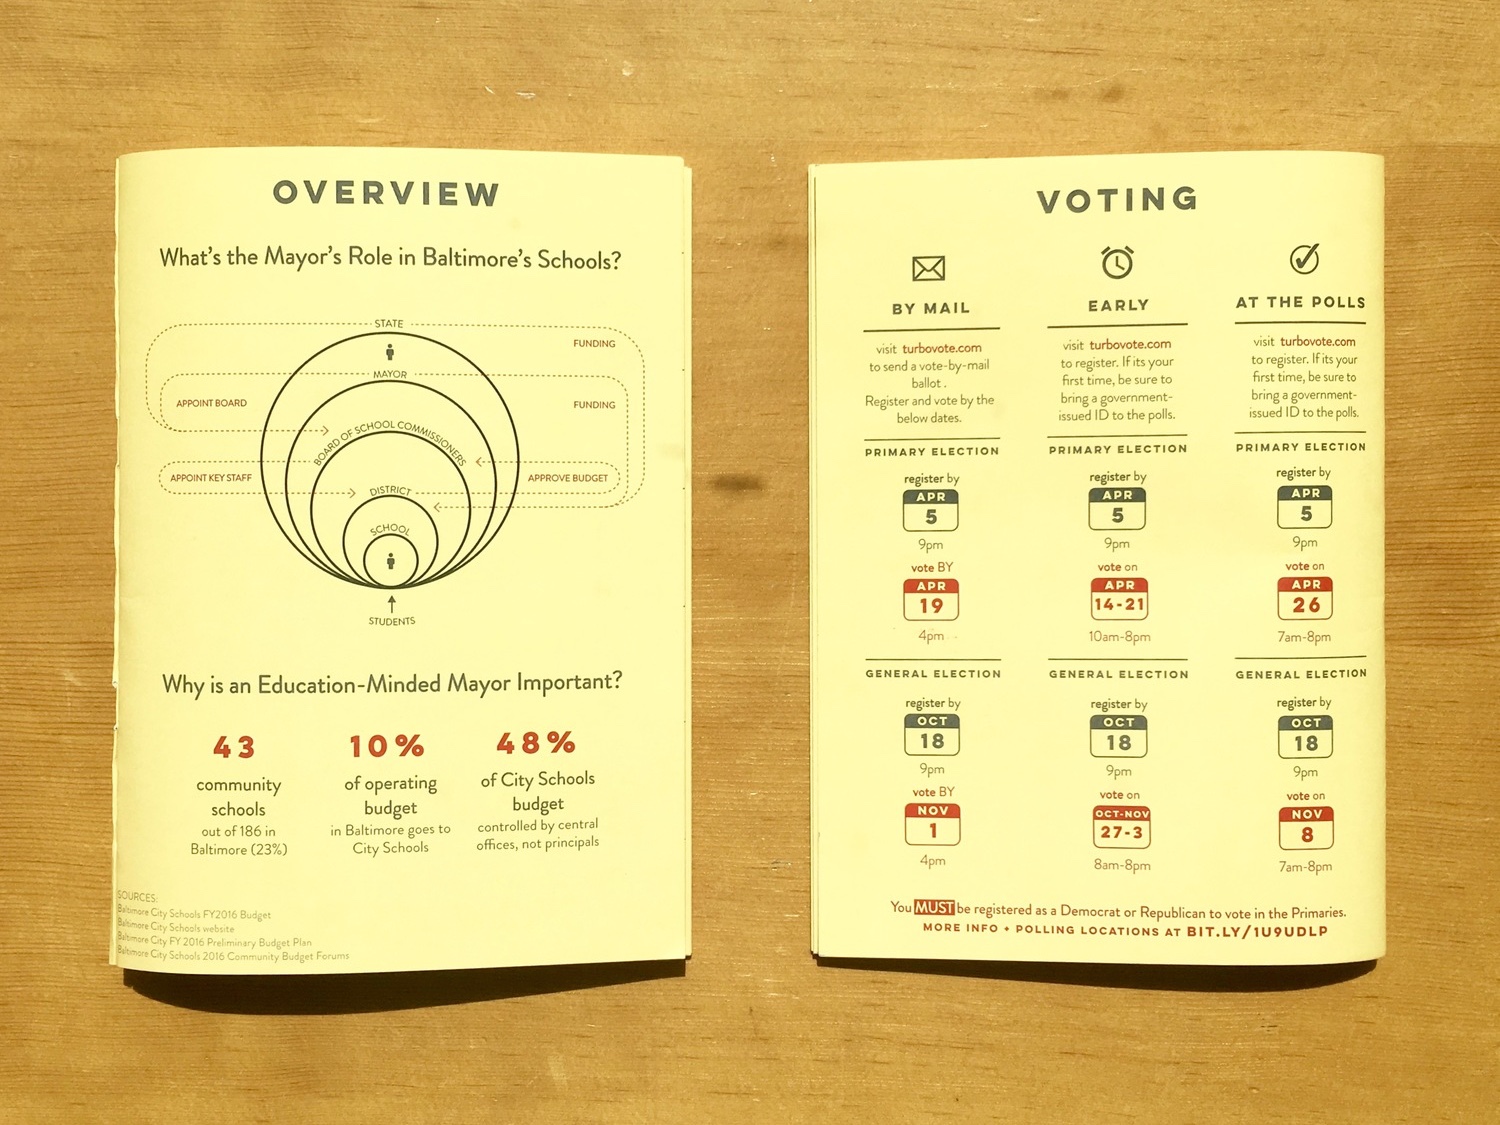 OVERVIEW
What's the Mayor's Role in Baltimore's Schools?
STATE
FUNDING
MAYOR
APPOINT BOARD
FUNDING
BOARD OF SCHOOL COMMISSIONERS
APPOINT KEY STAFF
APPROVE BUDGET
DISTRICT
SCHOOL
STUDENTS
Why is an Education-Minded Mayor Important?
43
community
schools
out of 186 in
Baltimore (23%)
10%
of operating
budget
in Baltimore goes to
City Schools
48%
of City Schools
budget
controlled by central
offices, not principals
SOURCES:
Baltimore City Schools FY2016 Budget
Baltimore City Schools website
Baltimore City FY 2016 Preliminary Budget Plan
Baltimore City Schools 2016 Community Budget Forums
VOTING
BY MAIL
visit turbovote.com
to send a vote-by-mail
ballot .
Register and vote by the
below dates.
PRIMARY ELECTION
register by
APR
5
9pm
vote BY
APR
19
4pm
GENERAL ELECTION
register by
OCT
18
9pm
vote BY
NOV
1
4pm
EARLY
visit turbovote.com
to register. If its your
first time, be sure to
bring a government-
issued ID to the polls.
PRIMARY ELECTION
register by
APR
5
9pm
vote on
APR
14-21
10am-8pm
GENERAL ELECTION
register by
OCT
18
9pm
vote on
OCT-NOV
27-3
8am-8pm
AT THE POLLS
visit turbovote.com
to register. If its your
first time, be sure to
bring a government-
issued ID to the polls.
PRIMARY ELECTION
register by
APR
5
9pm
vote on
APR
26
7am-8pm
GENERAL ELECTION
register by
OCT
18
9pm
vote on
NOV
8
7am-8pm
You MUST be registered as a Democrat or Republican to vote in the Primaries.
MORE INFO + POLLING LOCATIONS AT BIT.LY/1U9UDLP